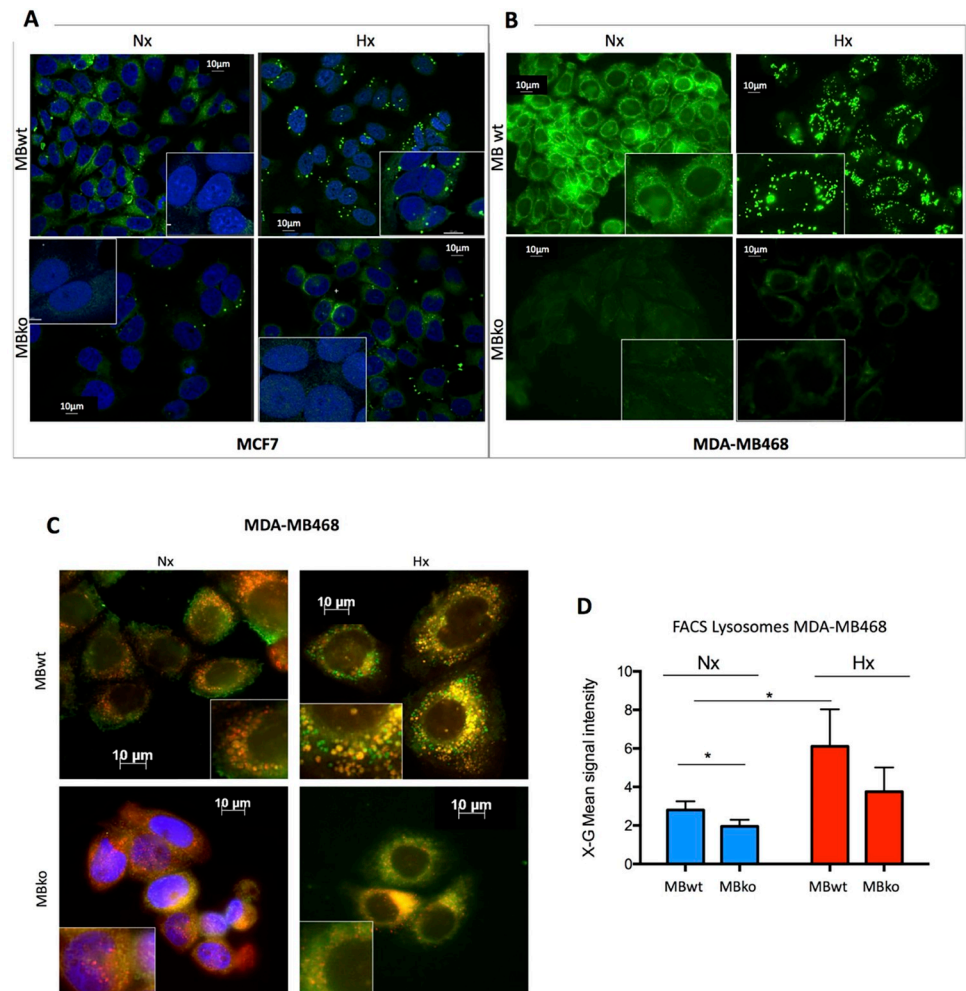 A
B
Nx
Hx
Nx
Hx
MBwt
10µm
10µm
MB wt
10µm
10µm
MBko
10µm
10µm
MBko
10µm
10µm
MCF7
MDA-MB468
C
MDA-MB468
Nx
Hx
MBwt
10 µm
10 µm
MBko
10 µm
10 µm
D
FACS Lysosomes MDA-MB468
Nx
Hx
X-G Mean signal intensity
10
8
6
4
2
0
*
*
MBwt
MBko
MBwt
MBko